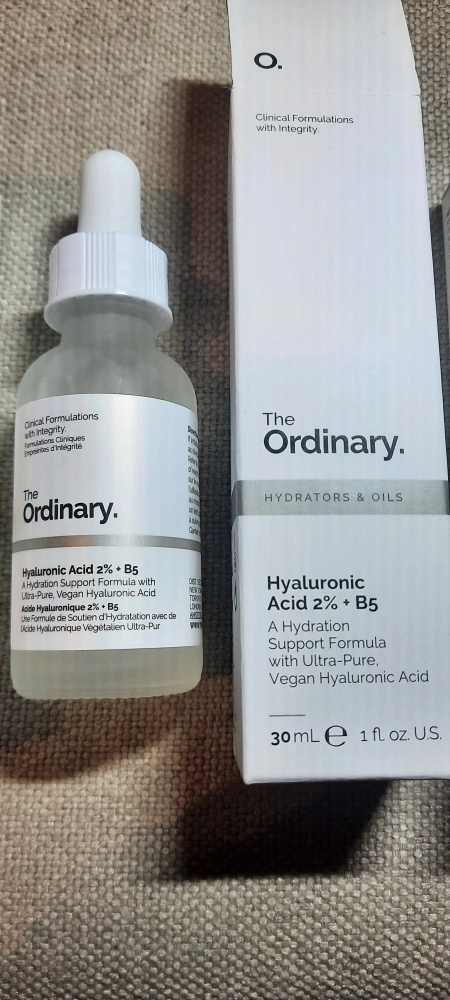 Clinical Formulations
with Integrity.
Formulations Cliniques
Empreintes d'Intégrité.
The
Ordinary.
Hyaluronic Acid 2% + B5
A Hydration Support Formula with
Ultra-Pure, Vegan Hyaluronic Acid
Acide Hyaluronique 2% + B5
Une Formule de Soutien d'Hydratation avec de
l'Acide Hyaluronique Végétalien Ultra-Pur
O.
Clinical Formulations
with Integrity.
The
Ordinary.
HYDRATORS & OILS
Hyaluronic
Acid 2% + B5
A Hydration
Support Formula
with Ultra-Pure,
Vegan Hyaluronic Acid
30 mL e 1 fl. oz. U.S.